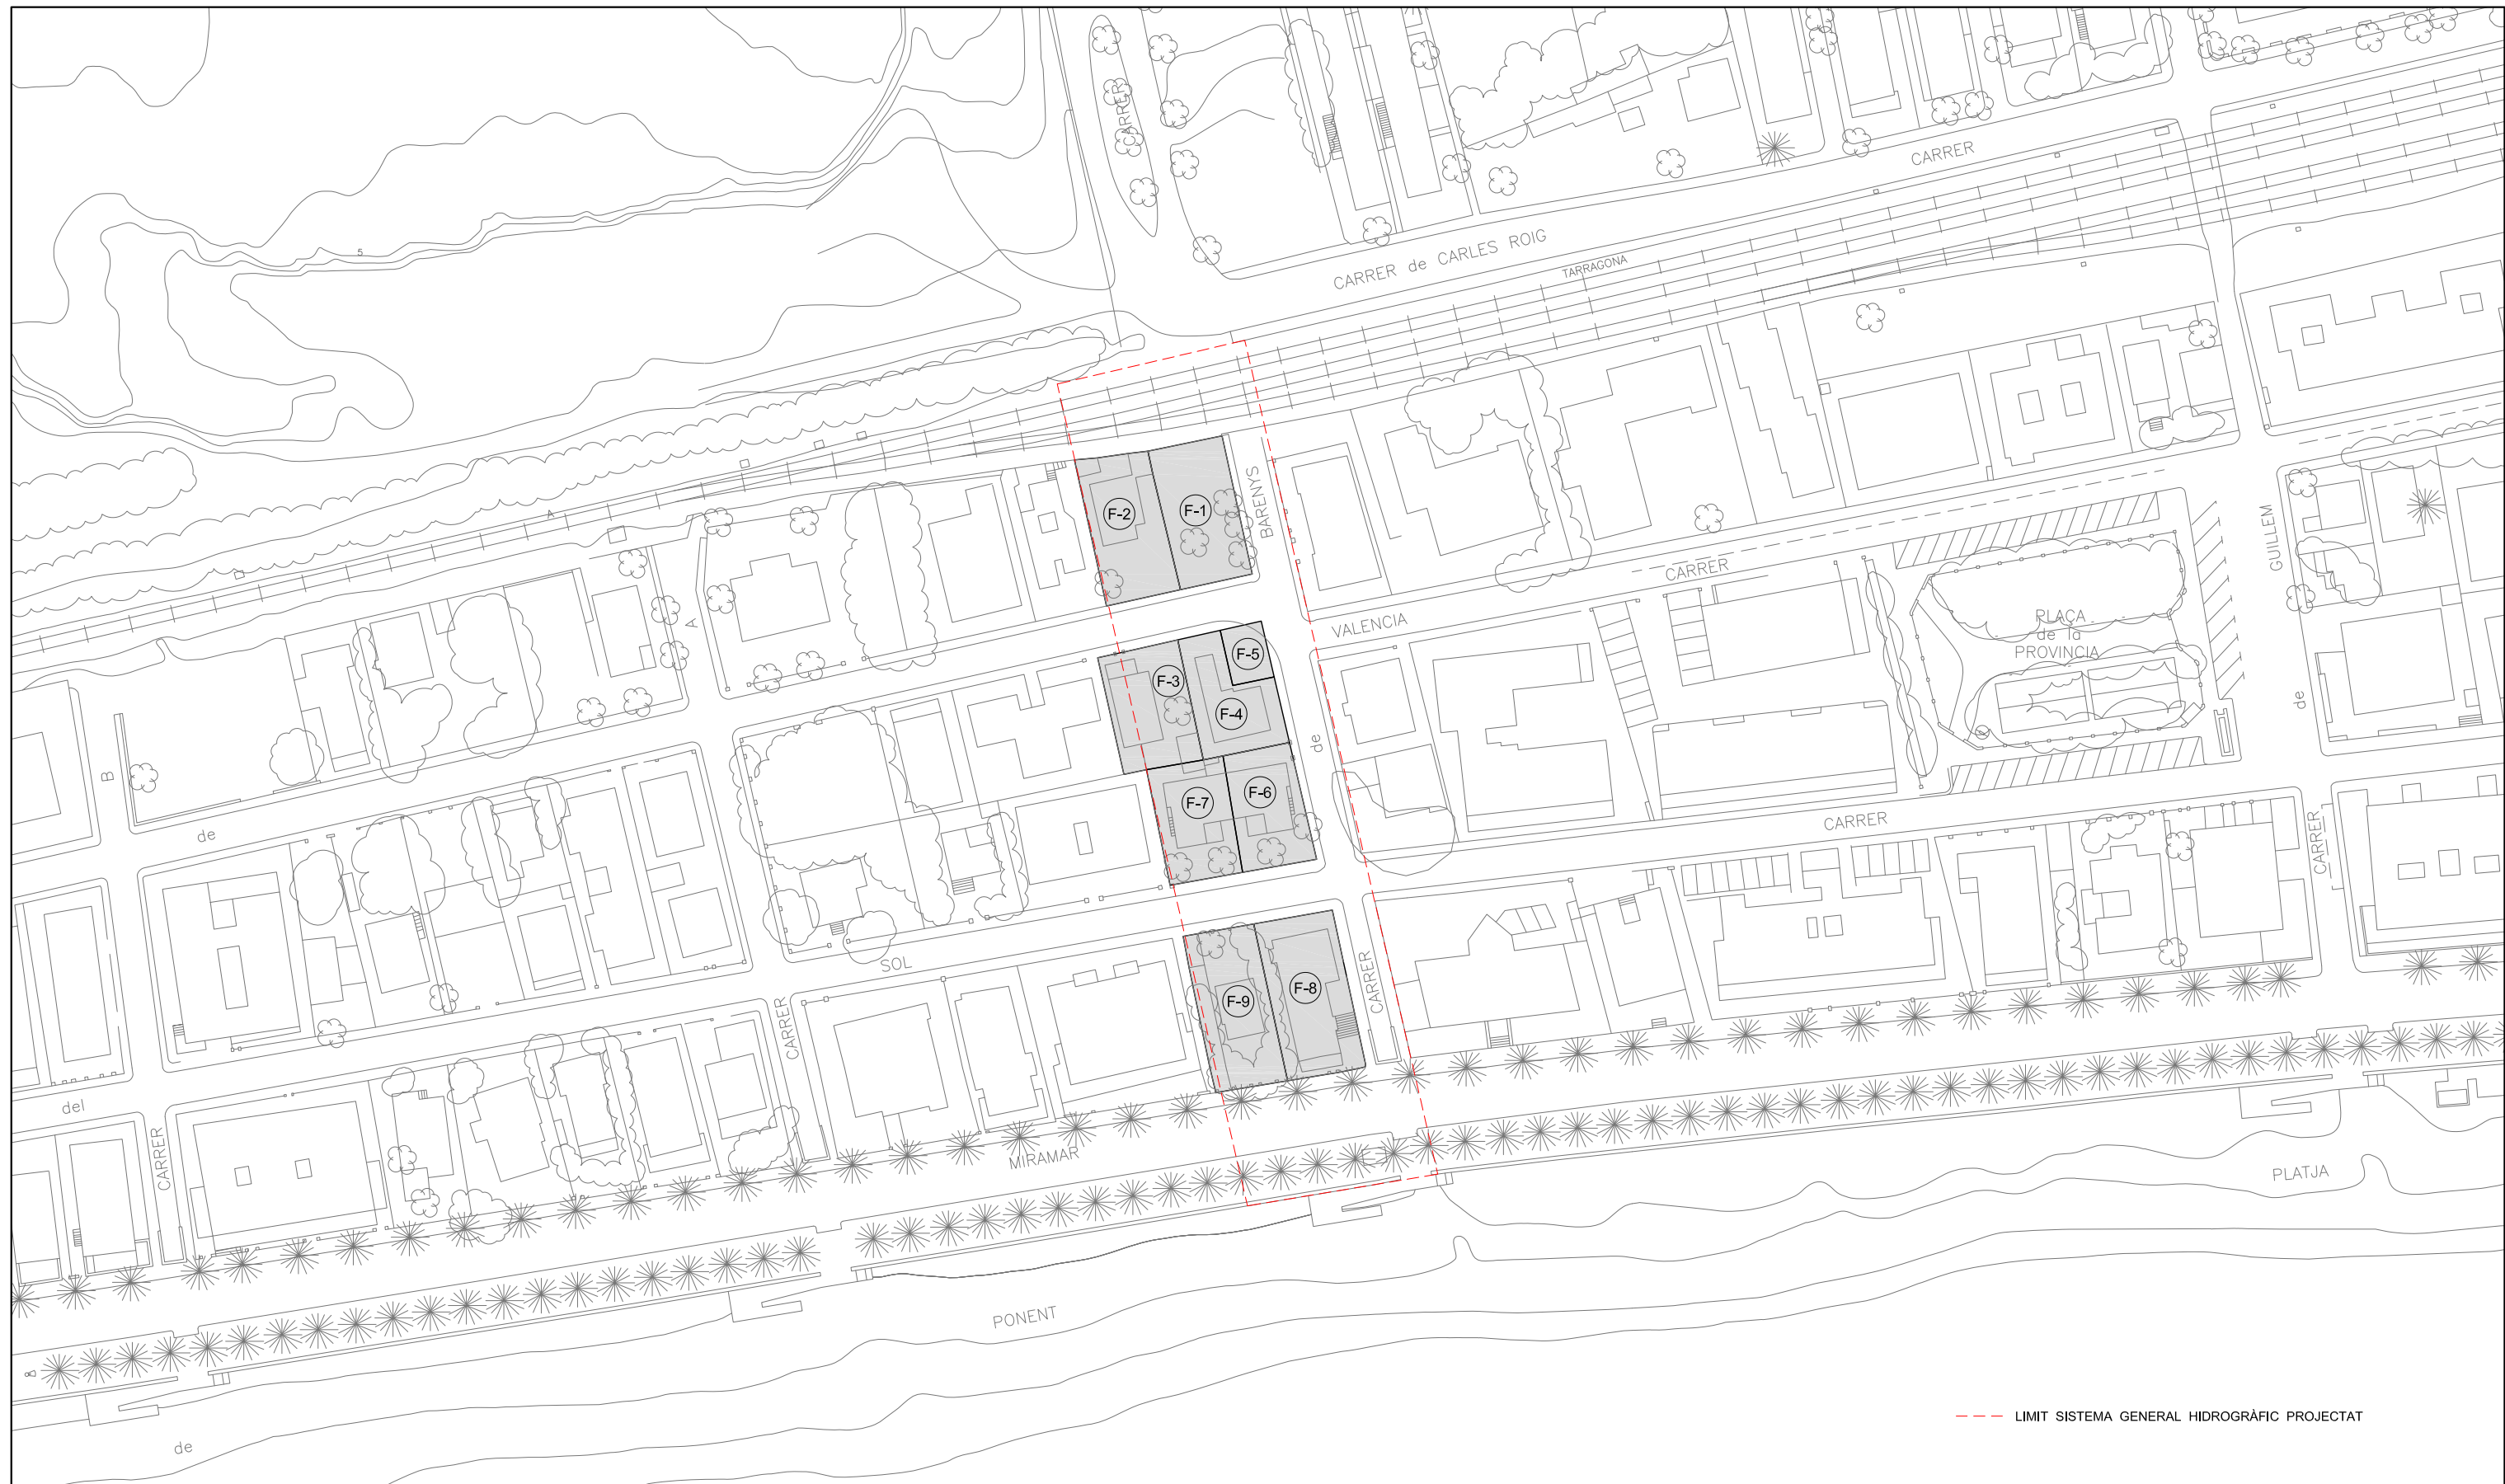 CARRER
CARRER
CARRER de CARLES ROIG
5
TARRAGONA
BARENYS
GUILLEM
A
F-2
F-1
CARRER
VALENCIA
PLAÇA
de la
PROVINCIA
A
F-5
F-3
F-4
de
de
B
F-7
F-6
de
CARRER
CARRER
SOL
CARRER
F-9
F-8
CARRER
del
CARRER
MIRAMAR
PLATJA
PONENT
de
LIMIT SISTEMA GENERAL HIDROGRÀFIC PROJECTAT